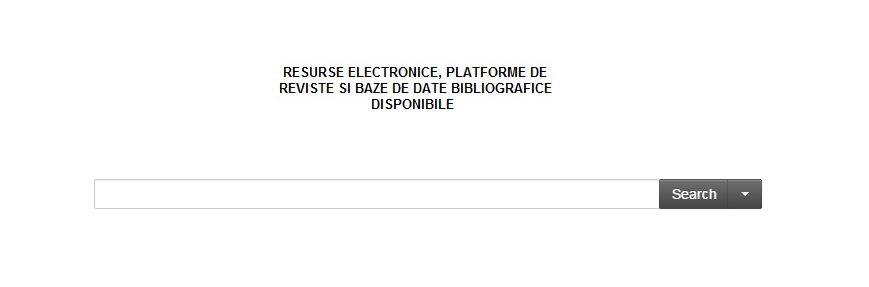 RESURSE ELECTRONICE, PLATFORME DE
REVISTE SI BAZE DE DATE BIBLIOGRAFICE
DISPONIBILE
Search